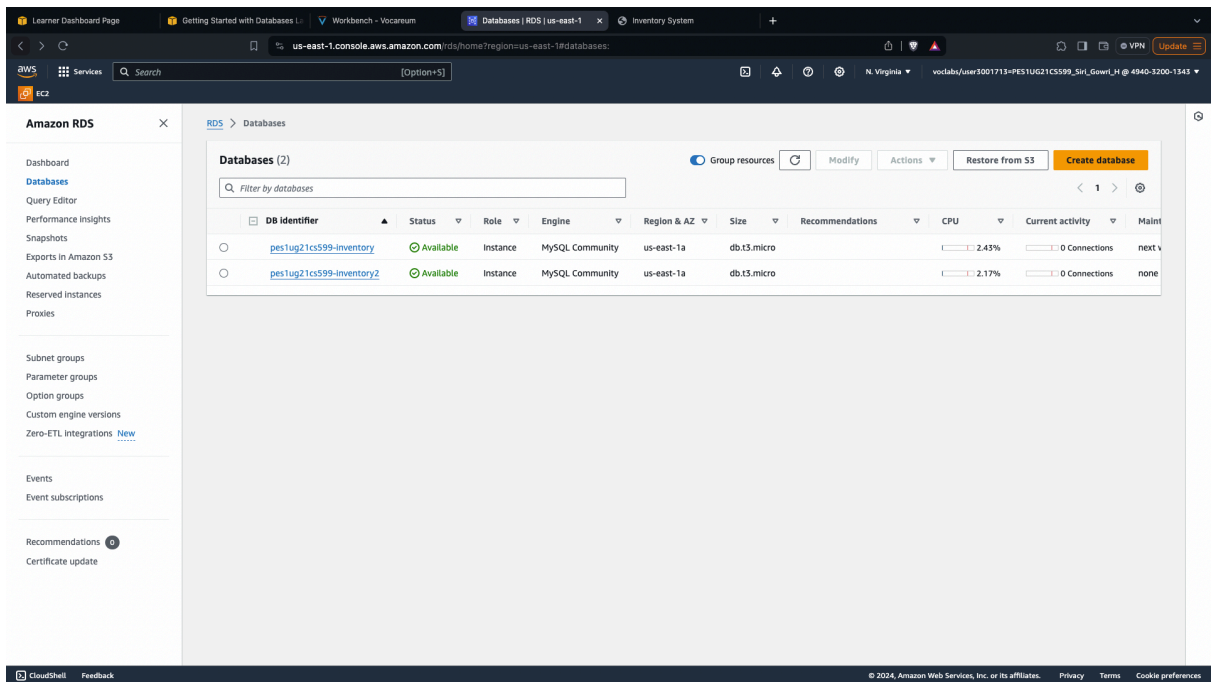 Learner Dashboard Page
Getting Started with Databases La
Workbench - Vocareum
Databases | RDS | us-east-1
Inventory System
us-east-1.console.aws.amazon.com/rds/home?region=us-east-1#databases:
VPN
Update
aws
Services
Search
[Option+S]
N. Virginia
voclabs/user3001713=PES1UG21CS599_Siri_Gowri_H @ 4940-3200-1343
EC2
Amazon RDS
Dashboard
Databases
Query Editor
Performance insights
Snapshots
Exports in Amazon S3
Automated backups
Reserved instances
Proxies
Subnet groups
Parameter groups
Option groups
Custom engine versions
Zero-ETL integrations New
Events
Event subscriptions
Recommendations 0
Certificate update
RDS > Databases
Databases (2)
Group resources
Modify
Actions
Restore from S3
Create database
Filter by databases
1
DB identifier Status Role Engine Region & AZ Size Recommendations CPU Current activity Maint
pes1ug21cs599-inventory Available Instance MySQL Community us-east-1a db.t3.micro 2.43% 0 Connections next w
pes1ug21cs599-inventory2 Available Instance MySQL Community us-east-1a db.t3.micro 2.17% 0 Connections none
CloudShell Feedback © 2024, Amazon Web Services, Inc. or its affiliates. Privacy Terms Cookie preferences